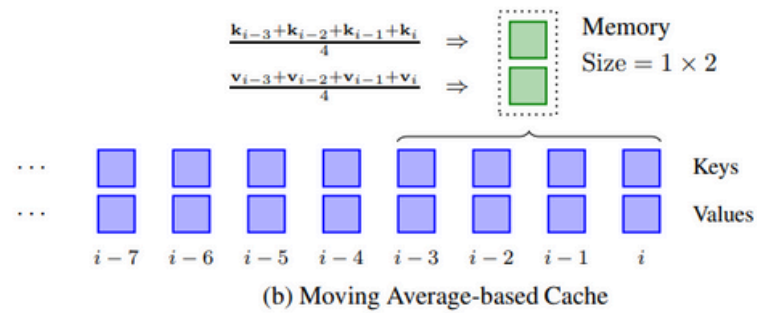 (k_{i−3}+k_{i−2}+k_{i−1}+k_i)/4 ⇒
(v_{i−3}+v_{i−2}+v_{i−1}+v_i)/4 ⇒
Memory
Size = 1 × 2
··· Keys
··· Values
i − 7 i − 6 i − 5 i − 4 i − 3 i − 2 i − 1 i
(b) Moving Average-based Cache